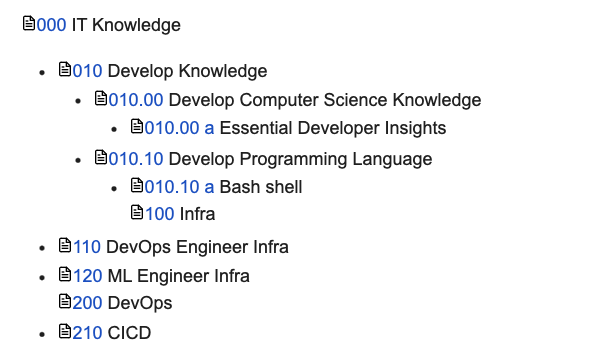 000 IT Knowledge
010 Develop Knowledge
010.00 Develop Computer Science Knowledge
010.00 a Essential Developer Insights
010.10 Develop Programming Language
010.10 a Bash shell
100 Infra
110 DevOps Engineer Infra
120 ML Engineer Infra
200 DevOps
210 CICD